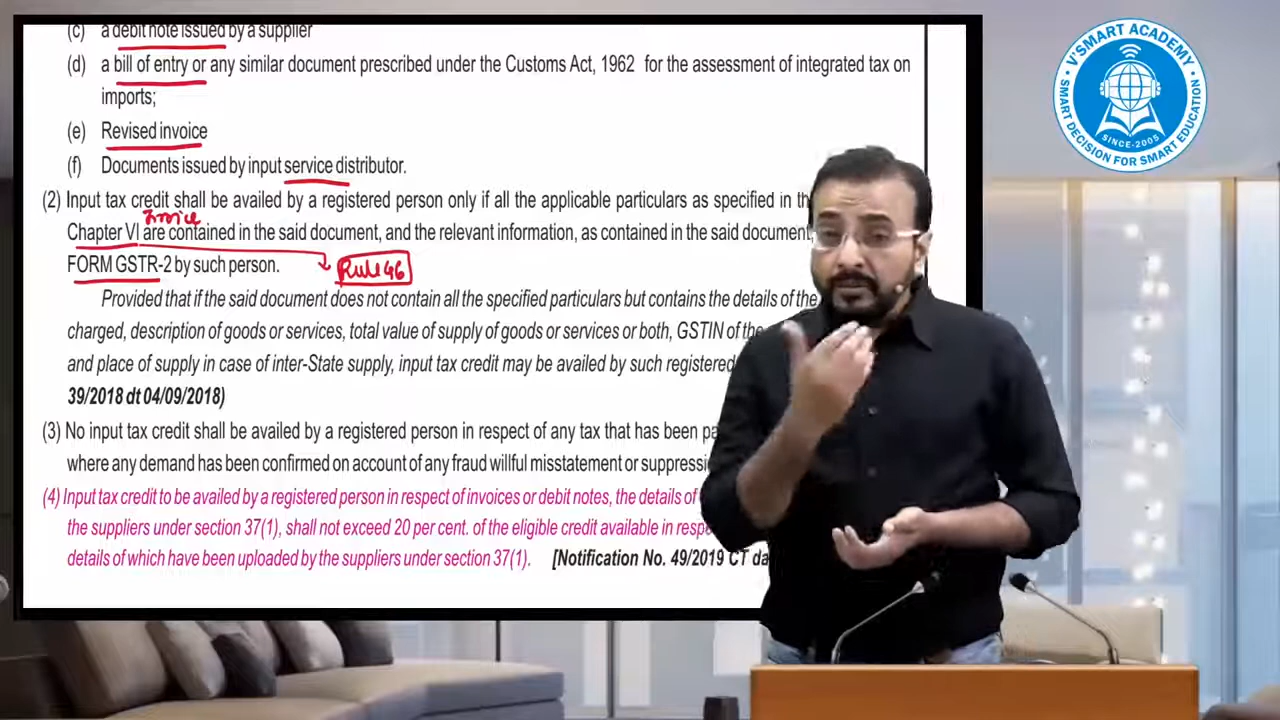 (c) a debit note issued by a supplier
(d) a bill of entry or any similar document prescribed under the Customs Act, 1962 for the assessment of integrated tax on
imports;
(e) Revised invoice
(f) Documents issued by input service distributor.
(2) Input tax credit shall be availed by a registered person only if all the applicable particulars as specified in
Invoice
Chapter VI are contained in the said document, and the relevant information, as contained in the said document,
FORM GSTR-2 by such person.
Rule 46
Provided that if the said document does not contain all the specified particulars but contains the details of the
charged, description of goods or services, total value of supply of goods or services or both, GSTIN of the
and place of supply in case of inter-State supply, input tax credit may be availed by such registered
39/2018 dt 04/09/2018)
(3) No input tax credit shall be availed by a registered person in respect of any tax that has been
where any demand has been confirmed on account of any fraud willful misstatement or
(4) Input tax credit to be availed by a registered person in respect of invoices or debit notes, the details of
the suppliers under section 37(1), shall not exceed 20 per cent. of the eligible credit available in
details of which have been uploaded by the suppliers under section 37(1). [Notification No. 49/2019 CT
V'SMART ACADEMY
SINCE-2005
SMART DECISION FOR SMART EDUCATION